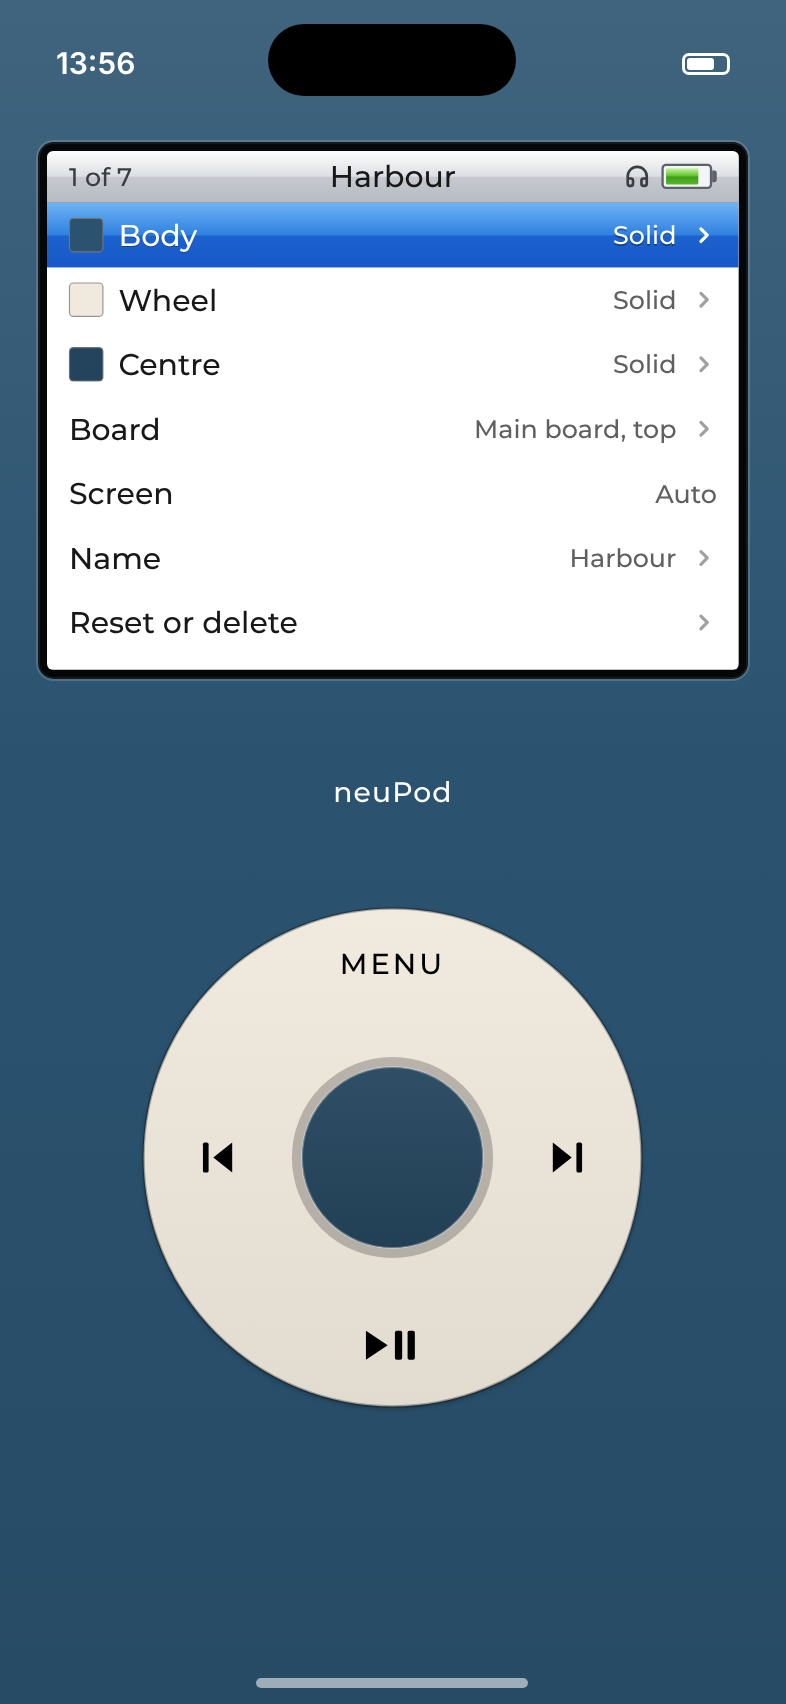 13:56
1 of 7 Harbour
Body Solid
Wheel Solid
Centre Solid
Board Main board, top
Screen Auto
Name Harbour
Reset or delete
neuPod
MENU